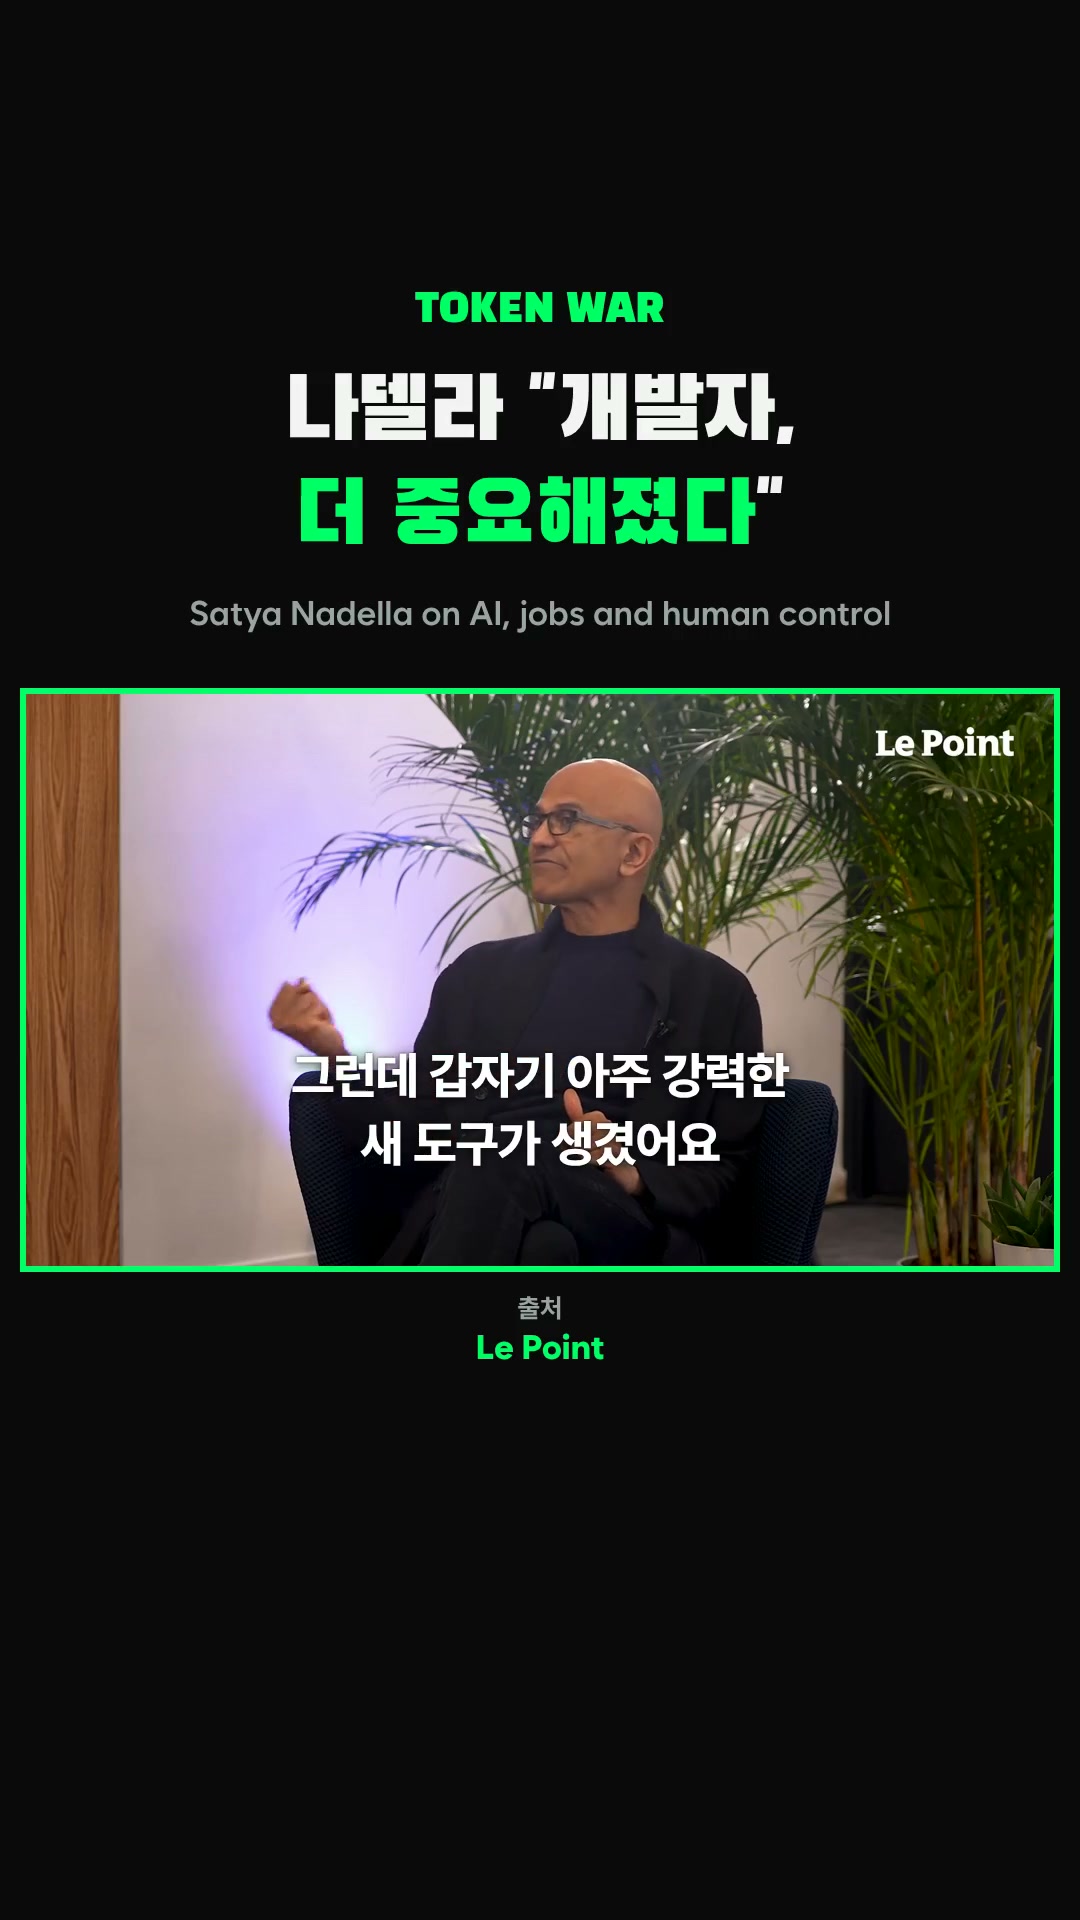 TOKEN WAR
나델라 "개발자,
더 중요해졌다"
Satya Nadella on AI, jobs and human control
Le Point
그런데 갑자기 아주 강력한
새 도구가 생겼어요
출처
Le Point